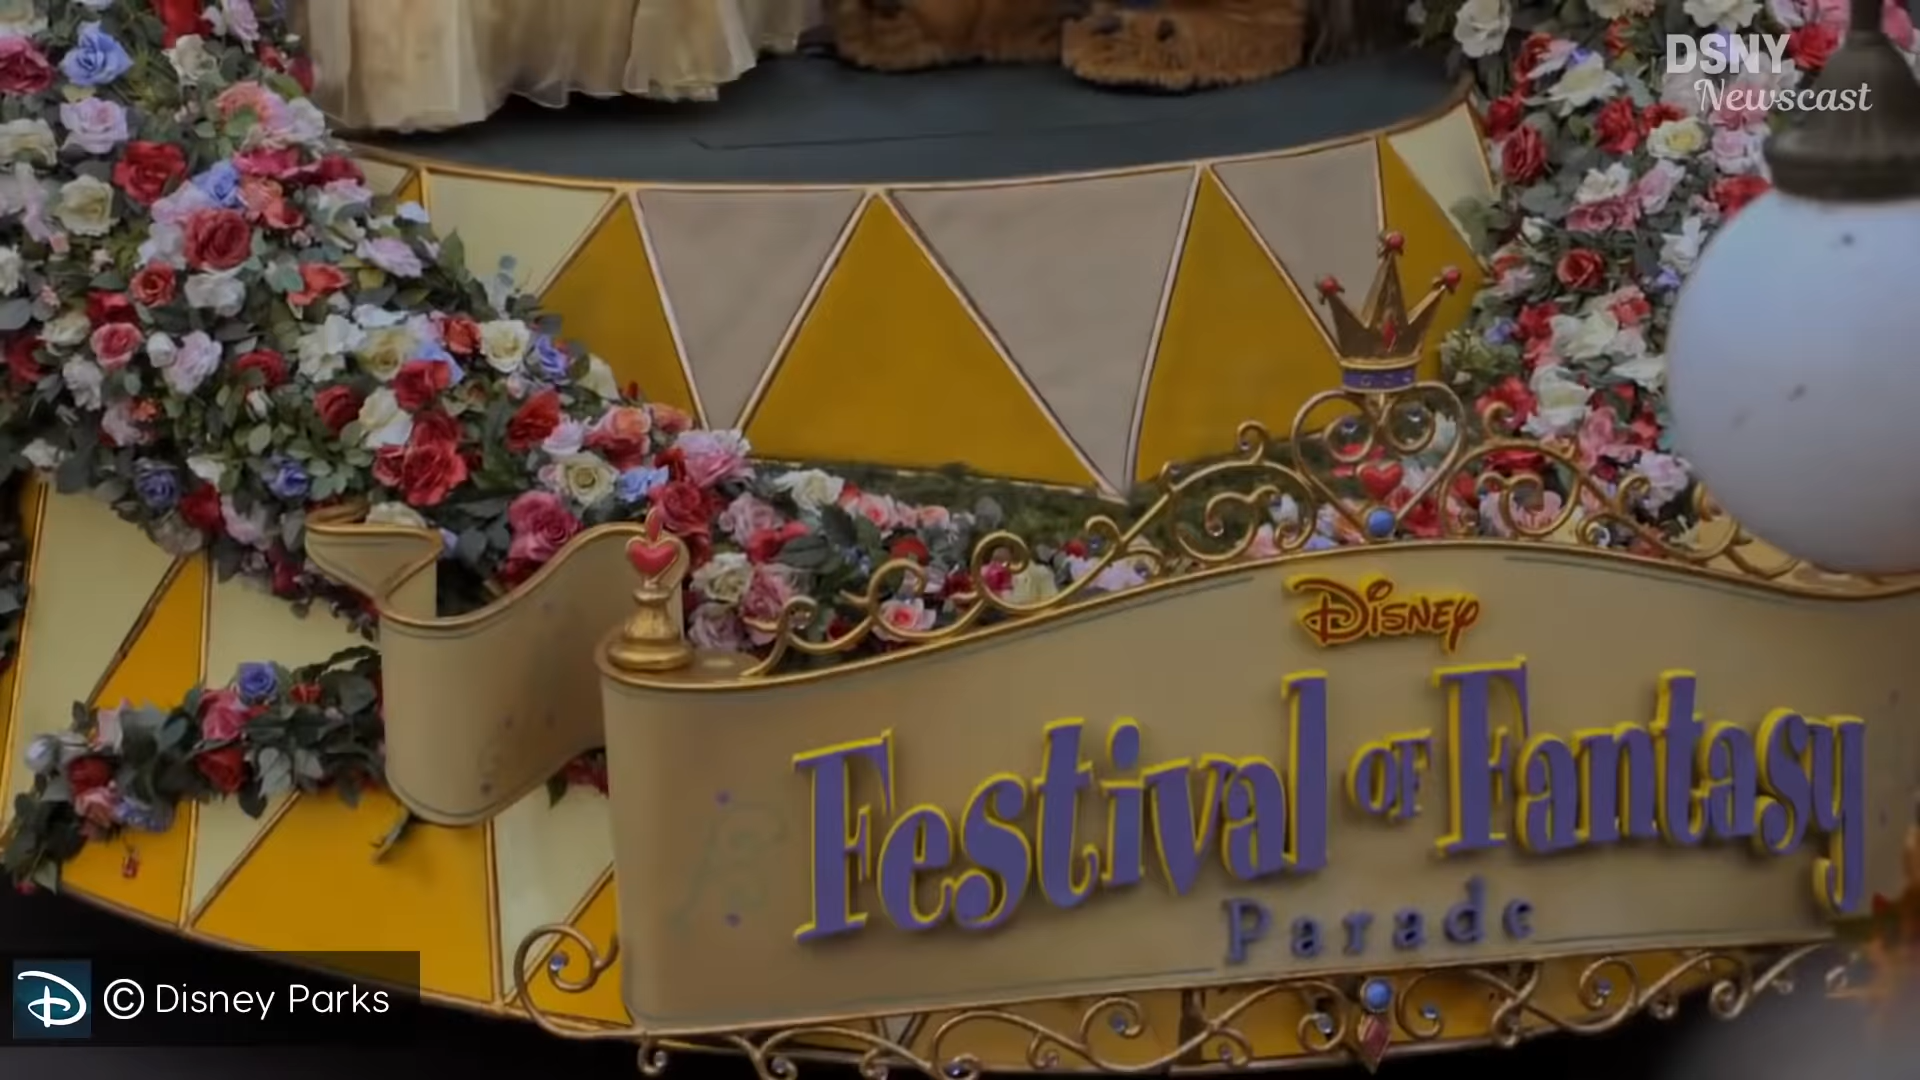 DSNY
Newscast
Disney
Festival of Fantasy
Parade
© Disney Parks